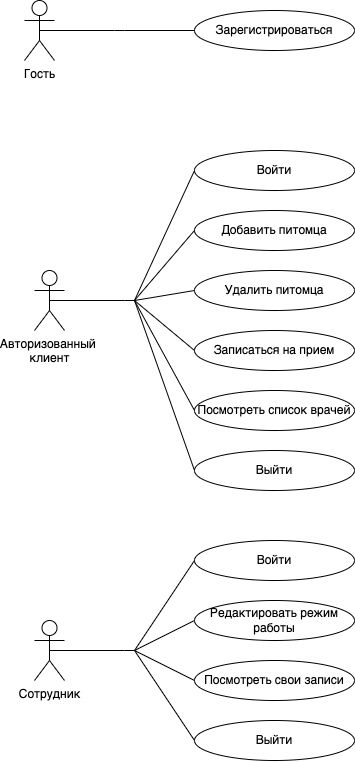 Зарегистрироваться
Гость
Войти
Добавить питомца
Удалить питомца
Авторизованный
клиент
Записаться на прием
Посмотреть список врачей
Выйти
Войти
Редактировать режим
работы
Сотрудник
Посмотреть свои записи
Выйти